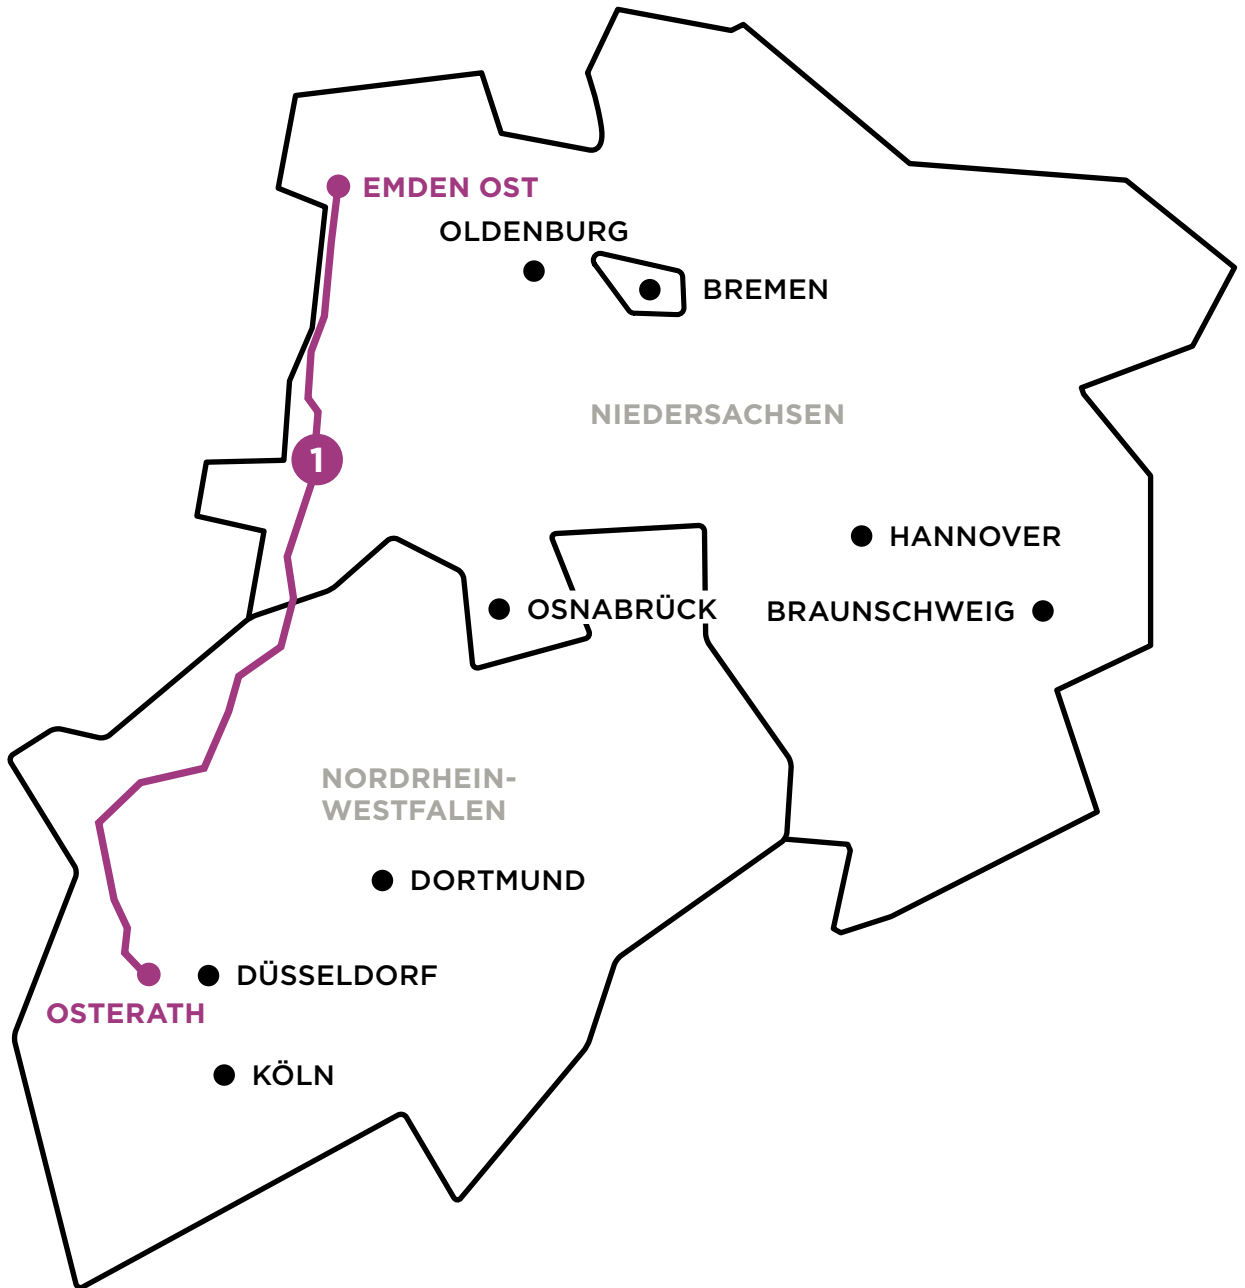 EMDEN OST
OLDENBURG
BREMEN
NIEDERSACHSEN
1
HANNOVER
OSNABRÜCK
BRAUNSCHWEIG
NORDRHEIN-
WESTFALEN
DORTMUND
DÜSSELDORF
OSTERATH
KÖLN